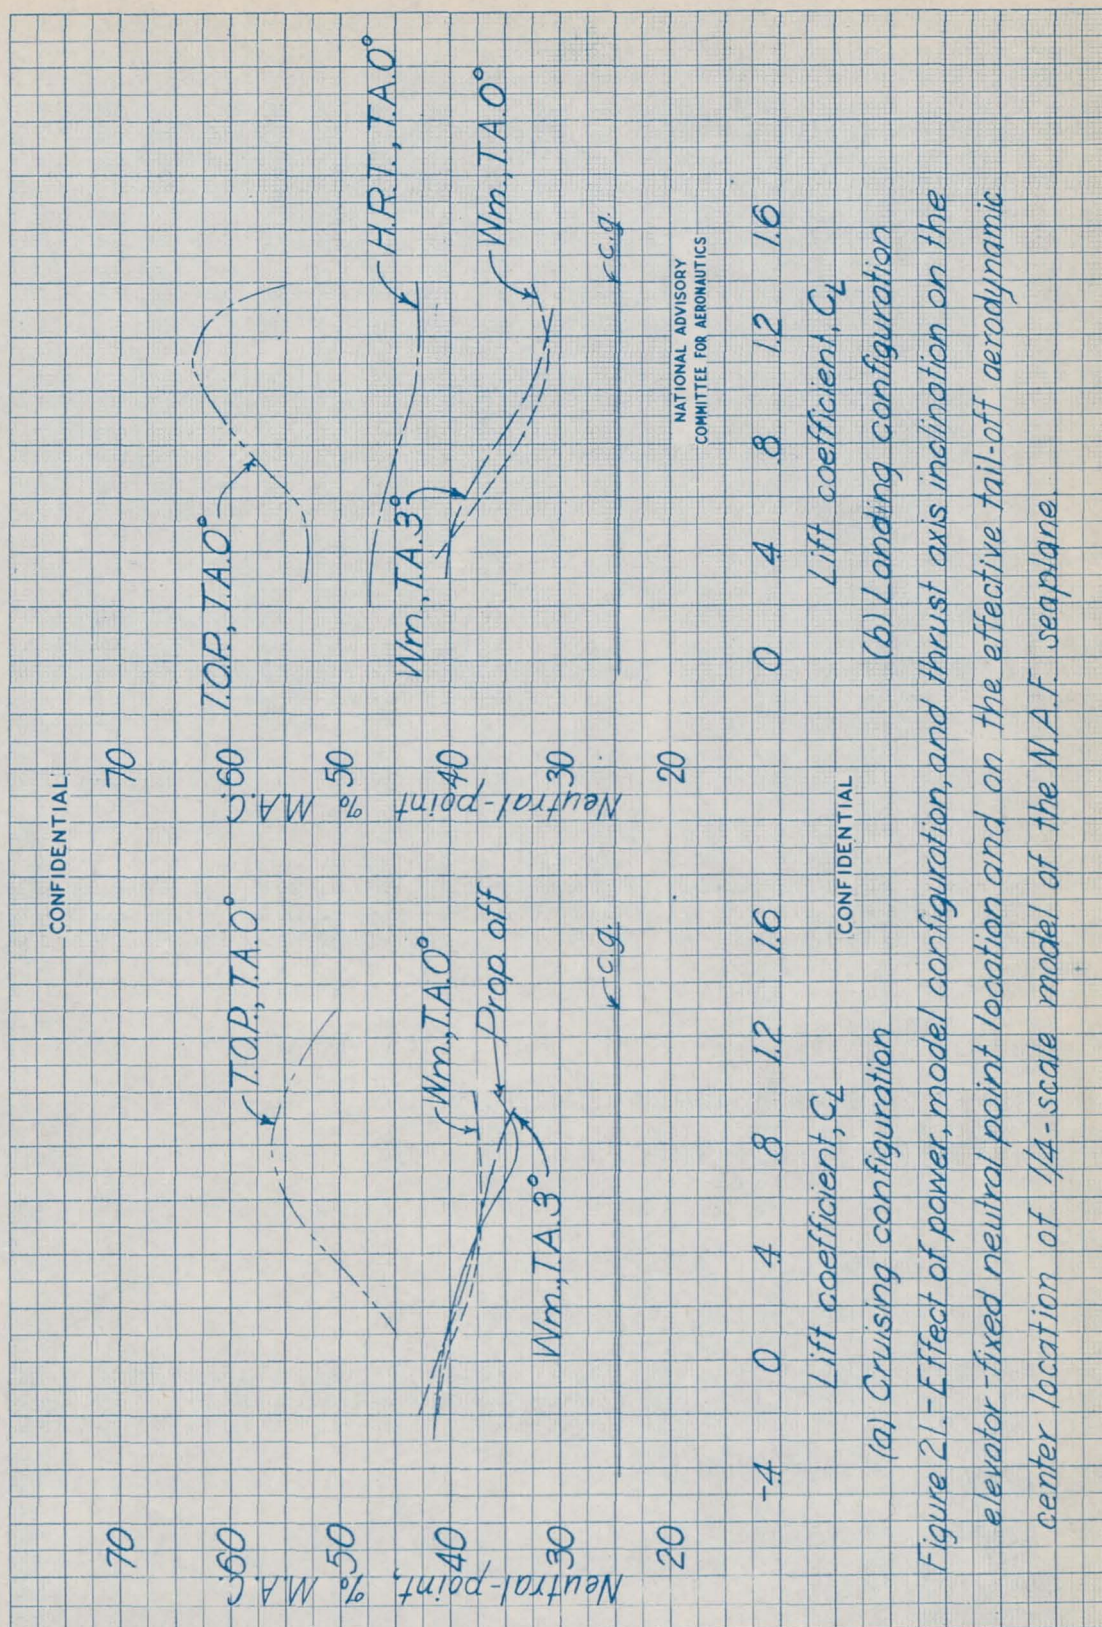 CONFIDENTIAL
70
60
50
40
30
20
Neutral-point, % M.A.C.
T.O.P., T.A.0°
Wm., T.A.0°
Prop. off
Wm., T.A.3°
c.g.
-.4 0 .4 .8 1.2 1.6
Lift coefficient, CL
(a) Cruising configuration
70
60
50
40
30
20
Neutral-point % M.A.C.
T.O.P., T.A.0°
H.R.T., T.A.0°
Wm., T.A.3°
Wm., T.A.0°
c.g.
NATIONAL ADVISORY
COMMITTEE FOR AERONAUTICS
0 .4 .8 1.2 1.6
Lift coefficient, CL
(b) Landing configuration
CONFIDENTIAL
Figure 21.-Effect of power, model configuration, and thrust axis inclination on the
elevator-fixed neutral point location and on the effective tail-off aerodynamic
center location of 1/4-scale model of the N.A.F. seaplane.